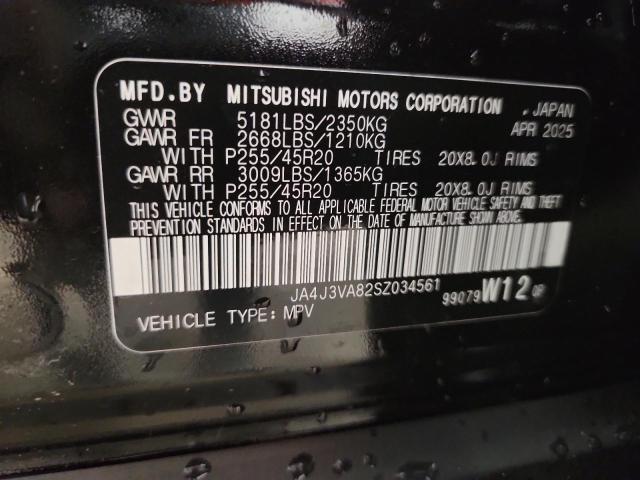 MFD.BY MITSUBISHI MOTORS CORPORATION JAPAN
GVWR 5181LBS/2350KG APR 2025
GAWR FR 2668LBS/1210KG
WITH P255/45R20 TIRES 20X8.0J RIMS
GAWR RR 3009LBS/1365KG
WITH P255/45R20 TIRES 20X8.0J RIMS
THIS VEHICLE CONFORMS TO ALL APPLICABLE FEDERAL MOTOR VEHICLE SAFETY AND THEFT
PREVENTION STANDARDS IN EFFECT ON THE DATE OF MANUFACTURE SHOWN ABOVE.
JA4J3VA82SZ034561
99079 W12
VEHICLE TYPE: MPV